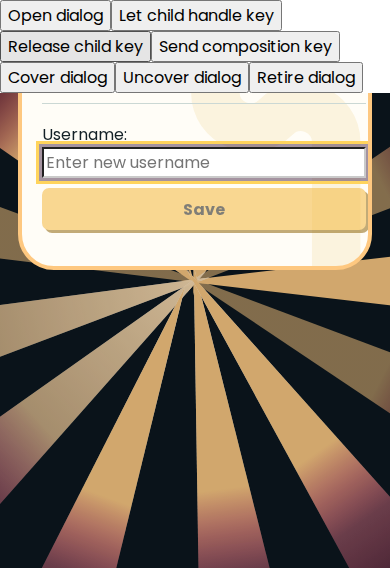 Open dialog Let child handle key
Release child key Send composition key
Cover dialog Uncover dialog Retire dialog
Username:
Enter new username
Save